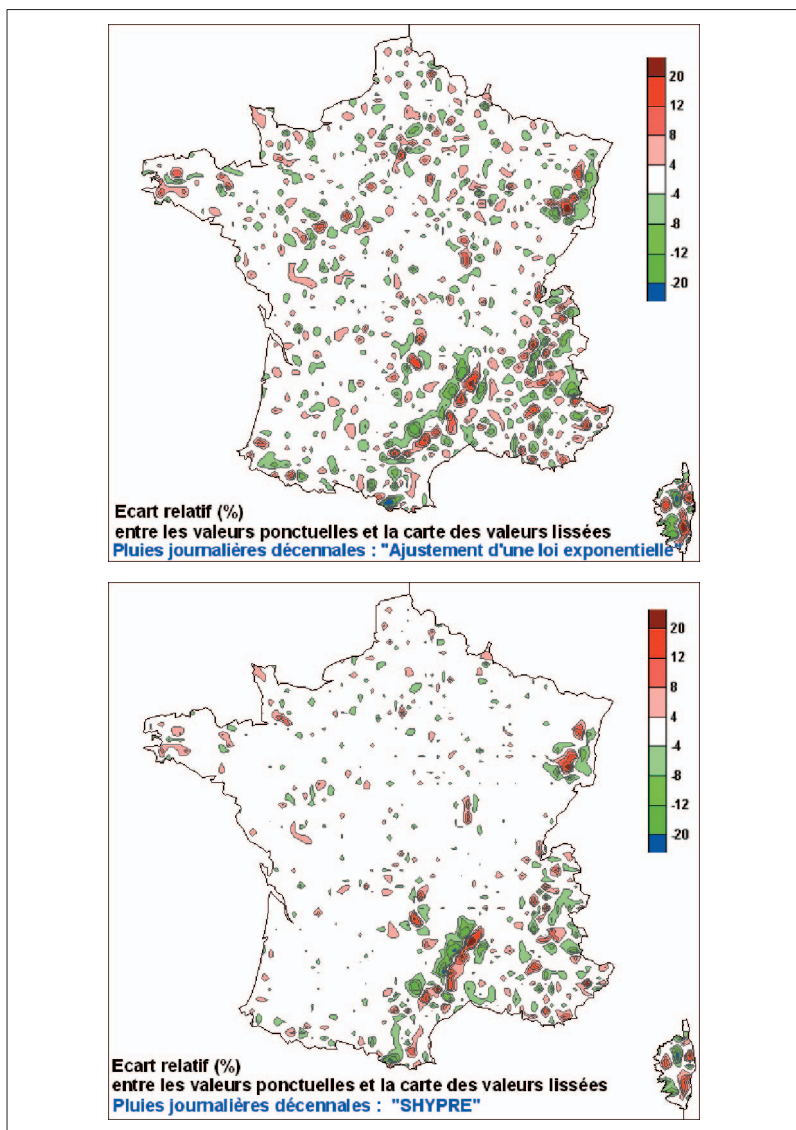 20
12
8
4
-4
-8
-12
-20
Ecart relatif (%)
entre les valeurs ponctuelles et la carte des valeurs lissées
Pluies journalières décennales : "Ajustement d'une loi exponentielle"
20
12
8
4
-4
-8
-12
-20
Ecart relatif (%)
entre les valeurs ponctuelles et la carte des valeurs lissées
Pluies journalières décennales : "SHYPRE"